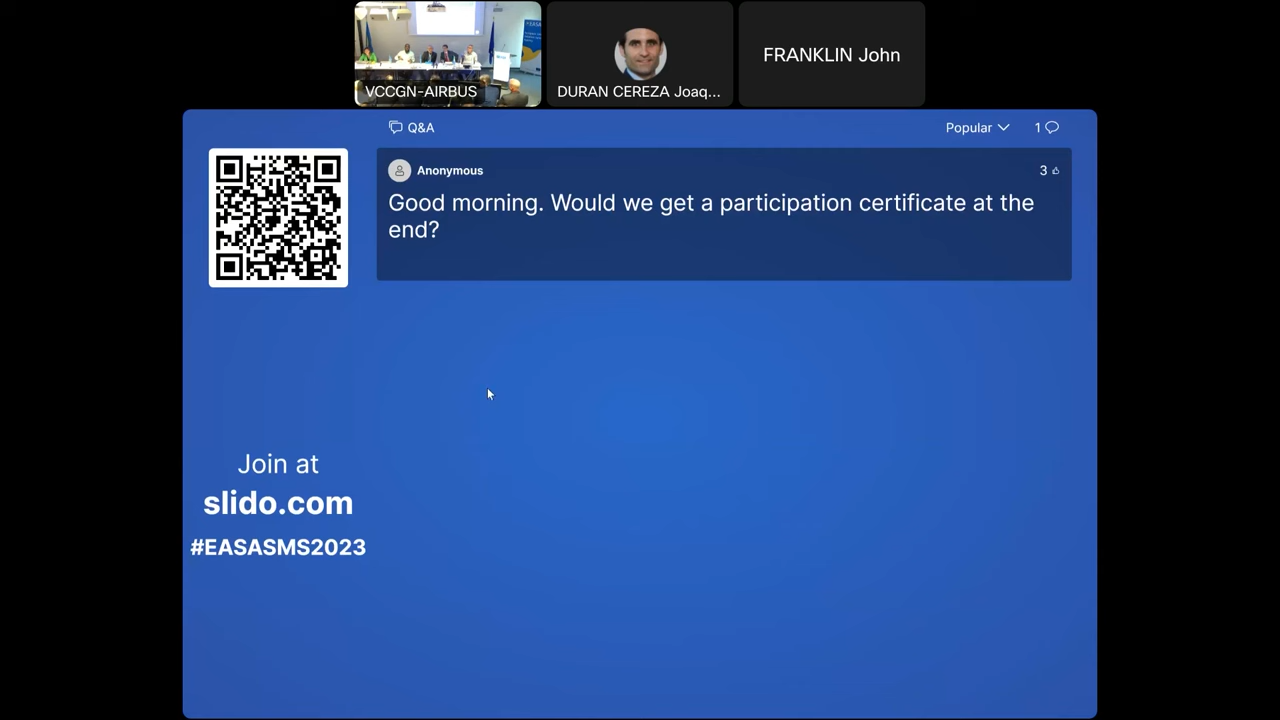 VCCGN-AIRBUS
DURAN CEREZA Joaq...
FRANKLIN John
Q&A
Popular
1
Anonymous
3
Good morning. Would we get a participation certificate at the
end?
Join at
slido.com
#EASASMS2023